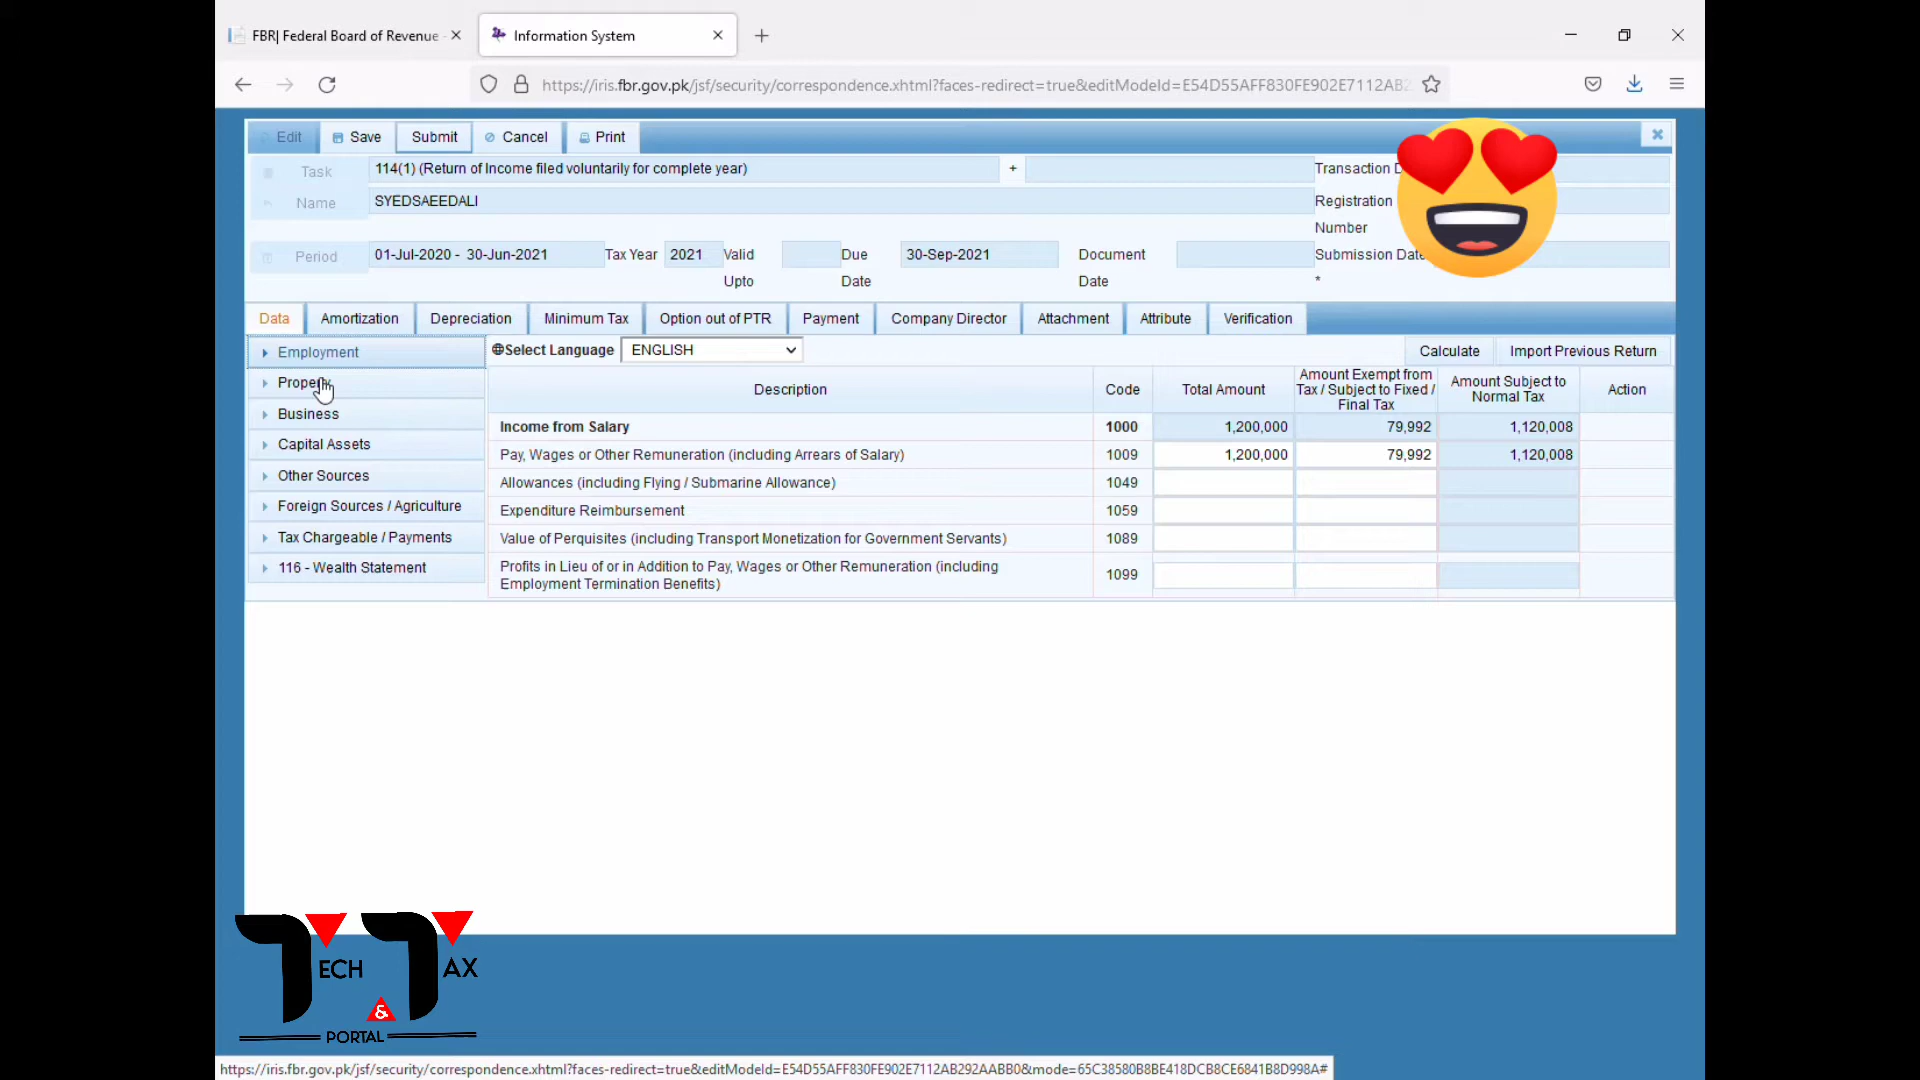 FBR| Federal Board of Revenue
Information System
https://iris.fbr.gov.pk/jsf/security/correspondence.xhtml?faces-redirect=true&editModeId=E54D55AFF830FE902E7112AB2
Edit Save Submit Cancel Print
Task 114(1) (Return of Income filed voluntarily for complete year) + Transaction D
Name SYEDSAEEDALI Registration
Number
Period 01-Jul-2020 - 30-Jun-2021 Tax Year 2021 Valid Due 30-Sep-2021 Document Submission Date
Upto Date Date *
Data Amortization Depreciation Minimum Tax Option out of PTR Payment Company Director Attachment Attribute Verification
Employment
Property
Business
Capital Assets
Other Sources
Foreign Sources / Agriculture
Tax Chargeable / Payments
116 - Wealth Statement
Select Language ENGLISH Calculate Import Previous Return
Description Code Total Amount Amount Exempt from Tax / Subject to Fixed / Final Tax Amount Subject to Normal Tax Action
Income from Salary 1000 1,200,000 79,992 1,120,008
Pay, Wages or Other Remuneration (including Arrears of Salary) 1009 1,200,000 79,992 1,120,008
Allowances (including Flying / Submarine Allowance) 1049
Expenditure Reimbursement 1059
Value of Perquisites (including Transport Monetization for Government Servants) 1089
Profits in Lieu of or in Addition to Pay, Wages or Other Remuneration (including 1099
Employment Termination Benefits)
TECH TAX
&
PORTAL
https://iris.fbr.gov.pk/jsf/security/correspondence.xhtml?faces-redirect=true&editModeId=E54D55AFF830FE902E7112AB292AABB0&mode=65C38580B8BE418DCB8CE6841B8D998A#